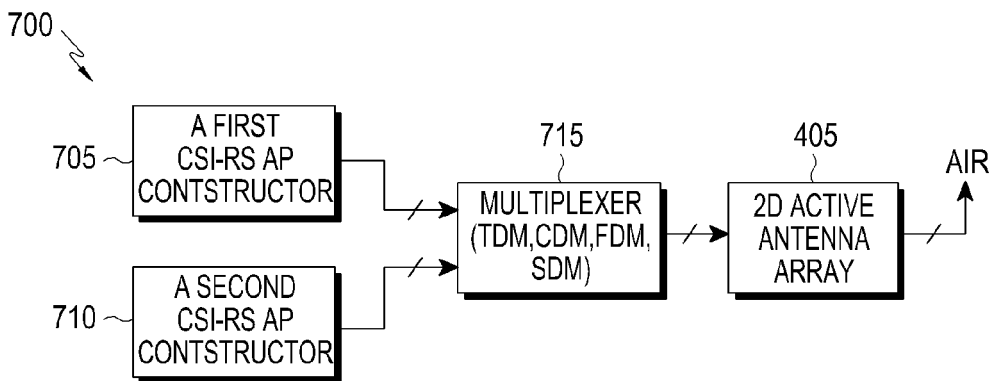 700
A FIRST
CSI-RS AP
CONTSTRUCTOR
705
715
MULTIPLEXER
(TDM,CDM,FDM,
SDM)
405
2D ACTIVE
ANTENNA
ARRAY
AIR
A SECOND
CSI-RS AP
CONTSTRUCTOR
710